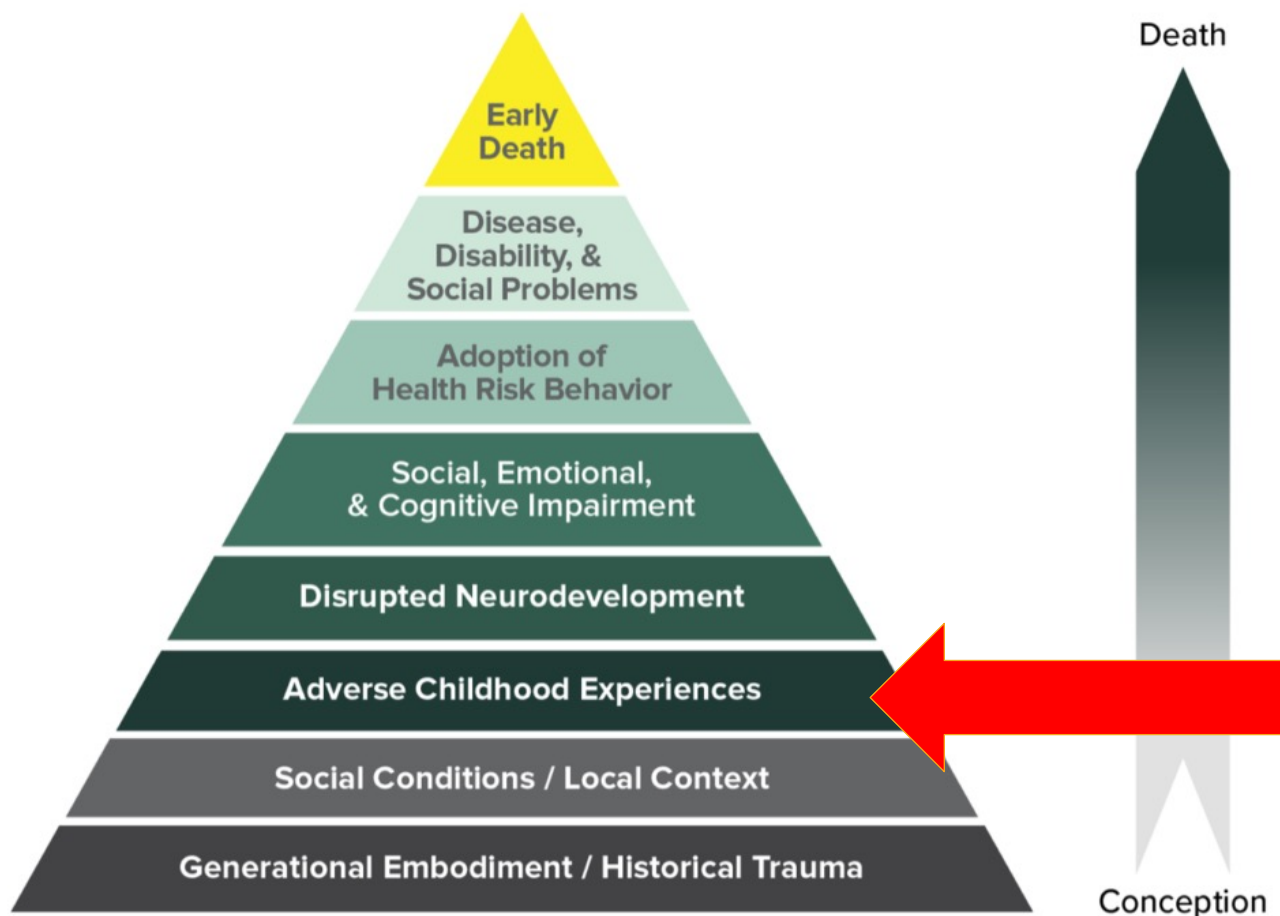 Death
Early
Death
Disease,
Disability, &
Social Problems
Adoption of
Health Risk Behavior
Social, Emotional,
& Cognitive Impairment
Disrupted Neurodevelopment
Adverse Childhood Experiences
Social Conditions / Local Context
Generational Embodiment / Historical Trauma
Conception